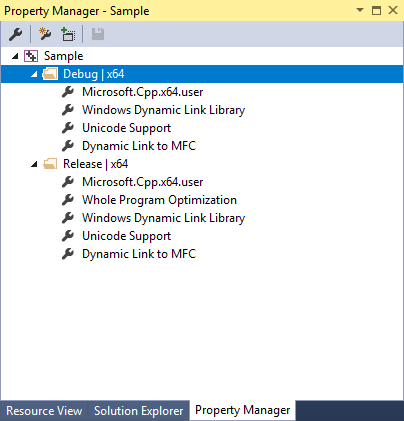 Property Manager - Sample
Sample
Debug | x64
Microsoft.Cpp.x64.user
Windows Dynamic Link Library
Unicode Support
Dynamic Link to MFC
Release | x64
Microsoft.Cpp.x64.user
Whole Program Optimization
Windows Dynamic Link Library
Unicode Support
Dynamic Link to MFC
Resource View Solution Explorer Property Manager